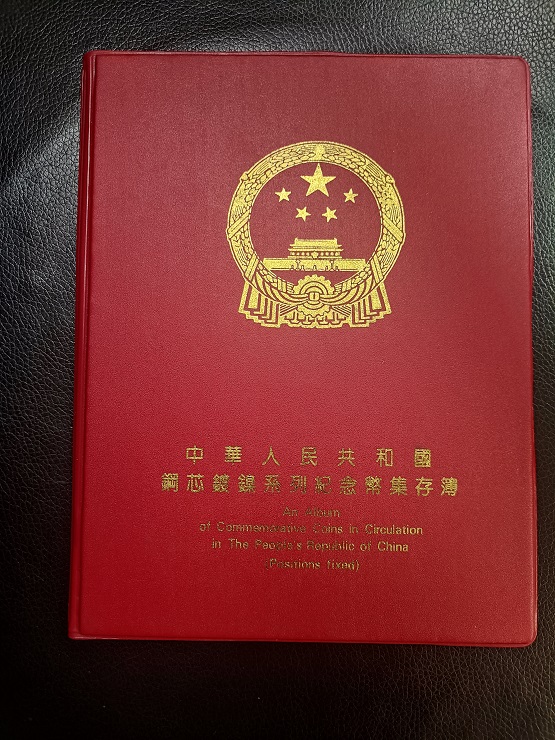 中華人民共和國
鋼芯鍍鎳系列紀念幣集存簿
An Album
of Commemorative Coins in Circulation
in The People's Republic of China
(Positions fixed)